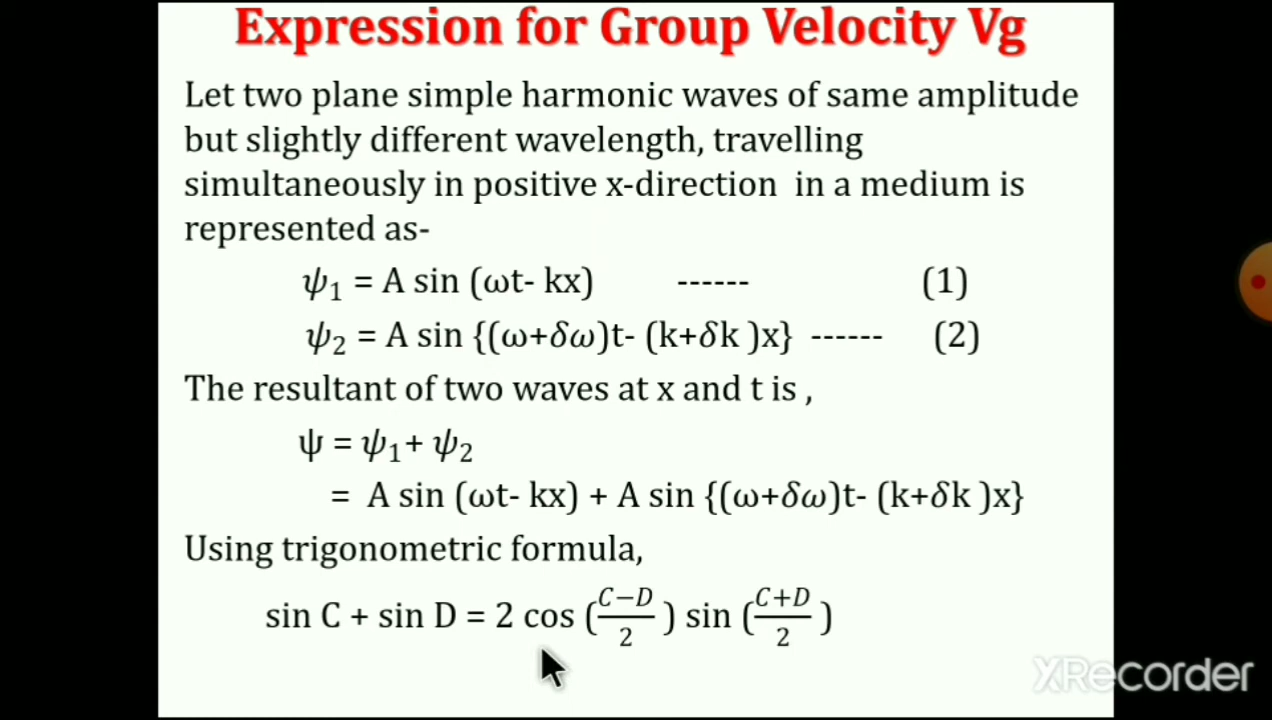 Expression for Group Velocity Vg
Let two plane simple harmonic waves of same amplitude
but slightly different wavelength, travelling
simultaneously in positive x-direction in a medium is
represented as-
ψ₁ = A sin (ωt- kx) ------ (1)
ψ₂ = A sin {(ω+δω)t- (k+δk )x} ------ (2)
The resultant of two waves at x and t is ,
ψ = ψ₁+ ψ₂
= A sin (ωt- kx) + A sin {(ω+δω)t- (k+δk )x}
Using trigonometric formula,
sin C + sin D = 2 cos (\frac{C−D}{2}) sin (\frac{C+D}{2})
XRecorder